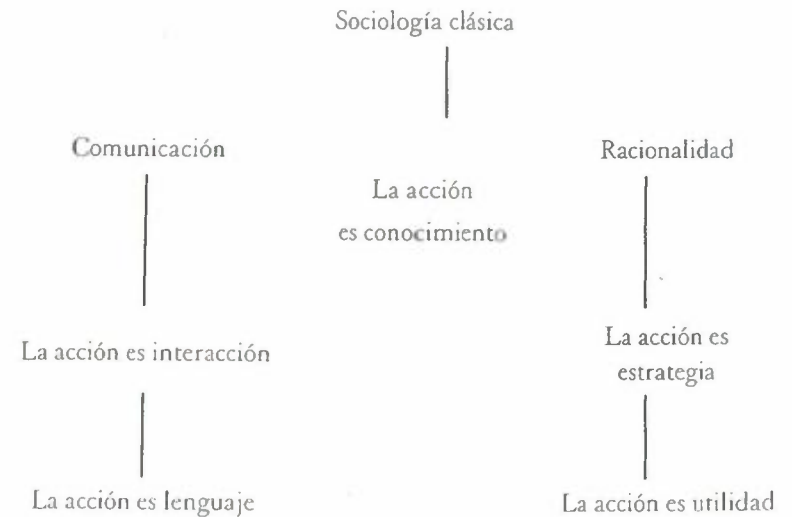 Sociología clásica
Comunicación
Racionalidad
La acción
es conocimiento
La acción es interacción
La acción es
estrategia
La acción es lenguaje
La acción es utilidad